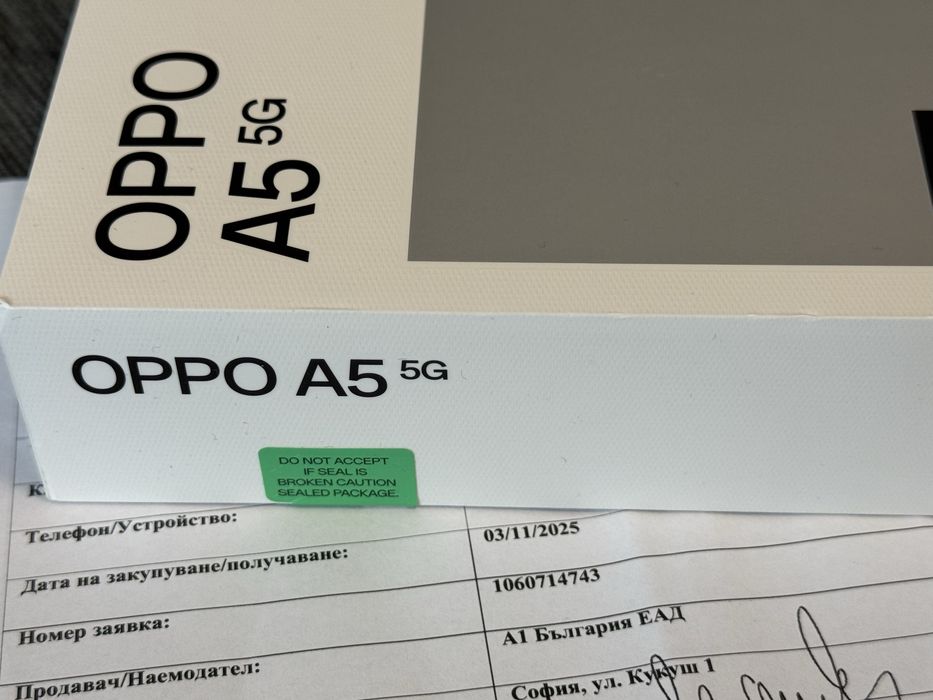 OPPO
A5 5G
OPPO A5 5G
DO NOT ACCEPT
IF SEAL IS
BROKEN CAUTION
SEALED PACKAGE.
Телефон/Устройство:
03/11/2025
Дата на закупуване/получаване:
1060714743
Номер заявка:
А1 България ЕАД
Продавач/Наемодател:
София, ул. Кукуш 1